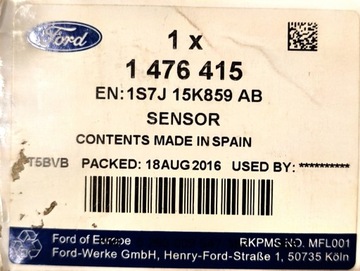 Ford
1 x
1 476 415
EN:1S7J 15K859 AB
SENSOR
CONTENTS MADE IN SPAIN
T5BVB PACKED: 18AUG2016 USED BY: **********
Ford of Europe RKPMS NO. MFL001
Ford-Werke GmbH, Henry-Ford-Straße 1, 50735 Köln